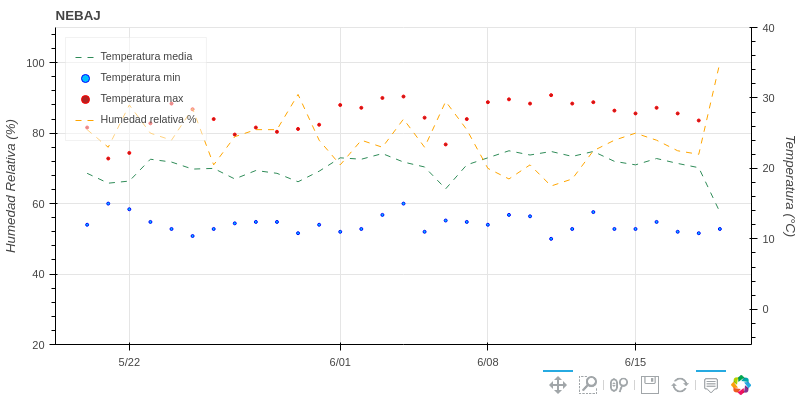 NEBAJ
Temperatura media
Temperatura min
Temperatura max
Humedad relativa %
Humedad Relativa (%)
100
80
60
40
20
40
30
20
10
0
Temperatura (°C)
5/22
6/01
6/08
6/15